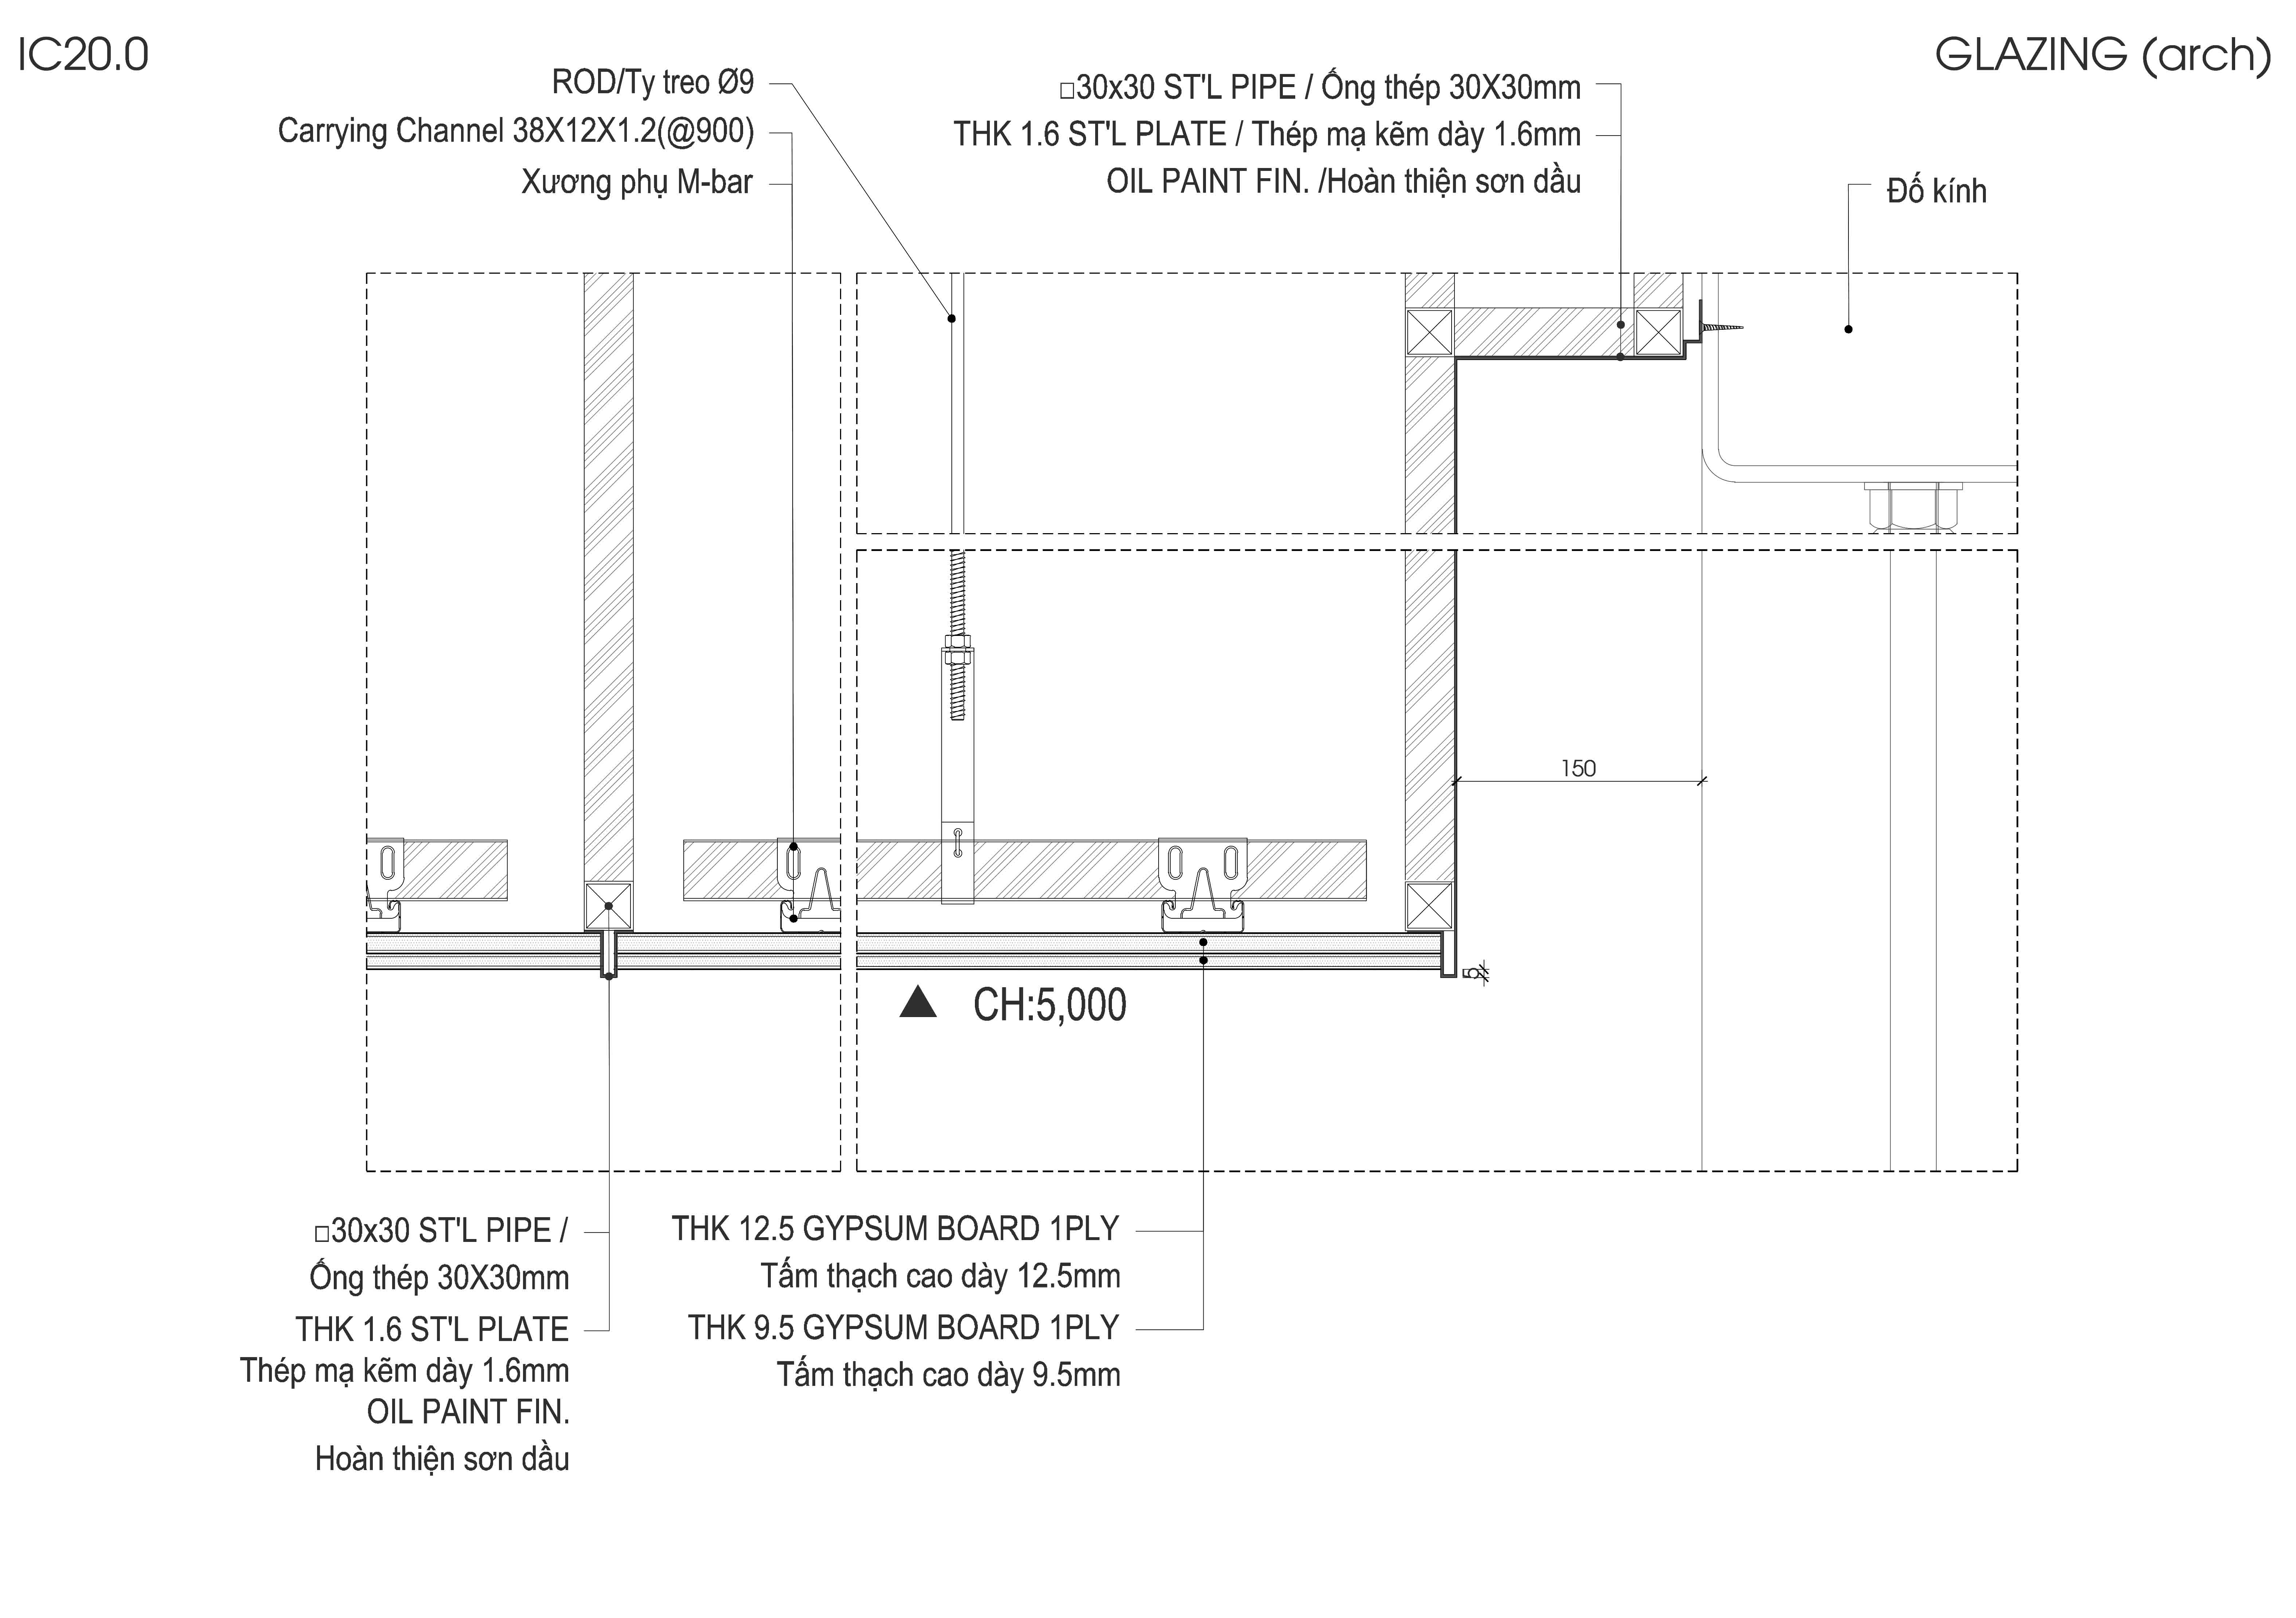 IC20.0
GLAZING (arch)
ROD/Ty treo Ø9
Carrying Channel 38X12X1.2(@900)
Xương phụ M-bar
□30x30 ST'L PIPE / Ống thép 30X30mm
THK 1.6 ST'L PLATE / Thép mạ kẽm dày 1.6mm
OIL PAINT FIN. /Hoàn thiện sơn dầu
Đố kính
150
5
CH:5,000
□30x30 ST'L PIPE /
Ống thép 30X30mm
THK 1.6 ST'L PLATE
Thép mạ kẽm dày 1.6mm
OIL PAINT FIN.
Hoàn thiện sơn dầu
THK 12.5 GYPSUM BOARD 1PLY
Tấm thạch cao dày 12.5mm
THK 9.5 GYPSUM BOARD 1PLY
Tấm thạch cao dày 9.5mm